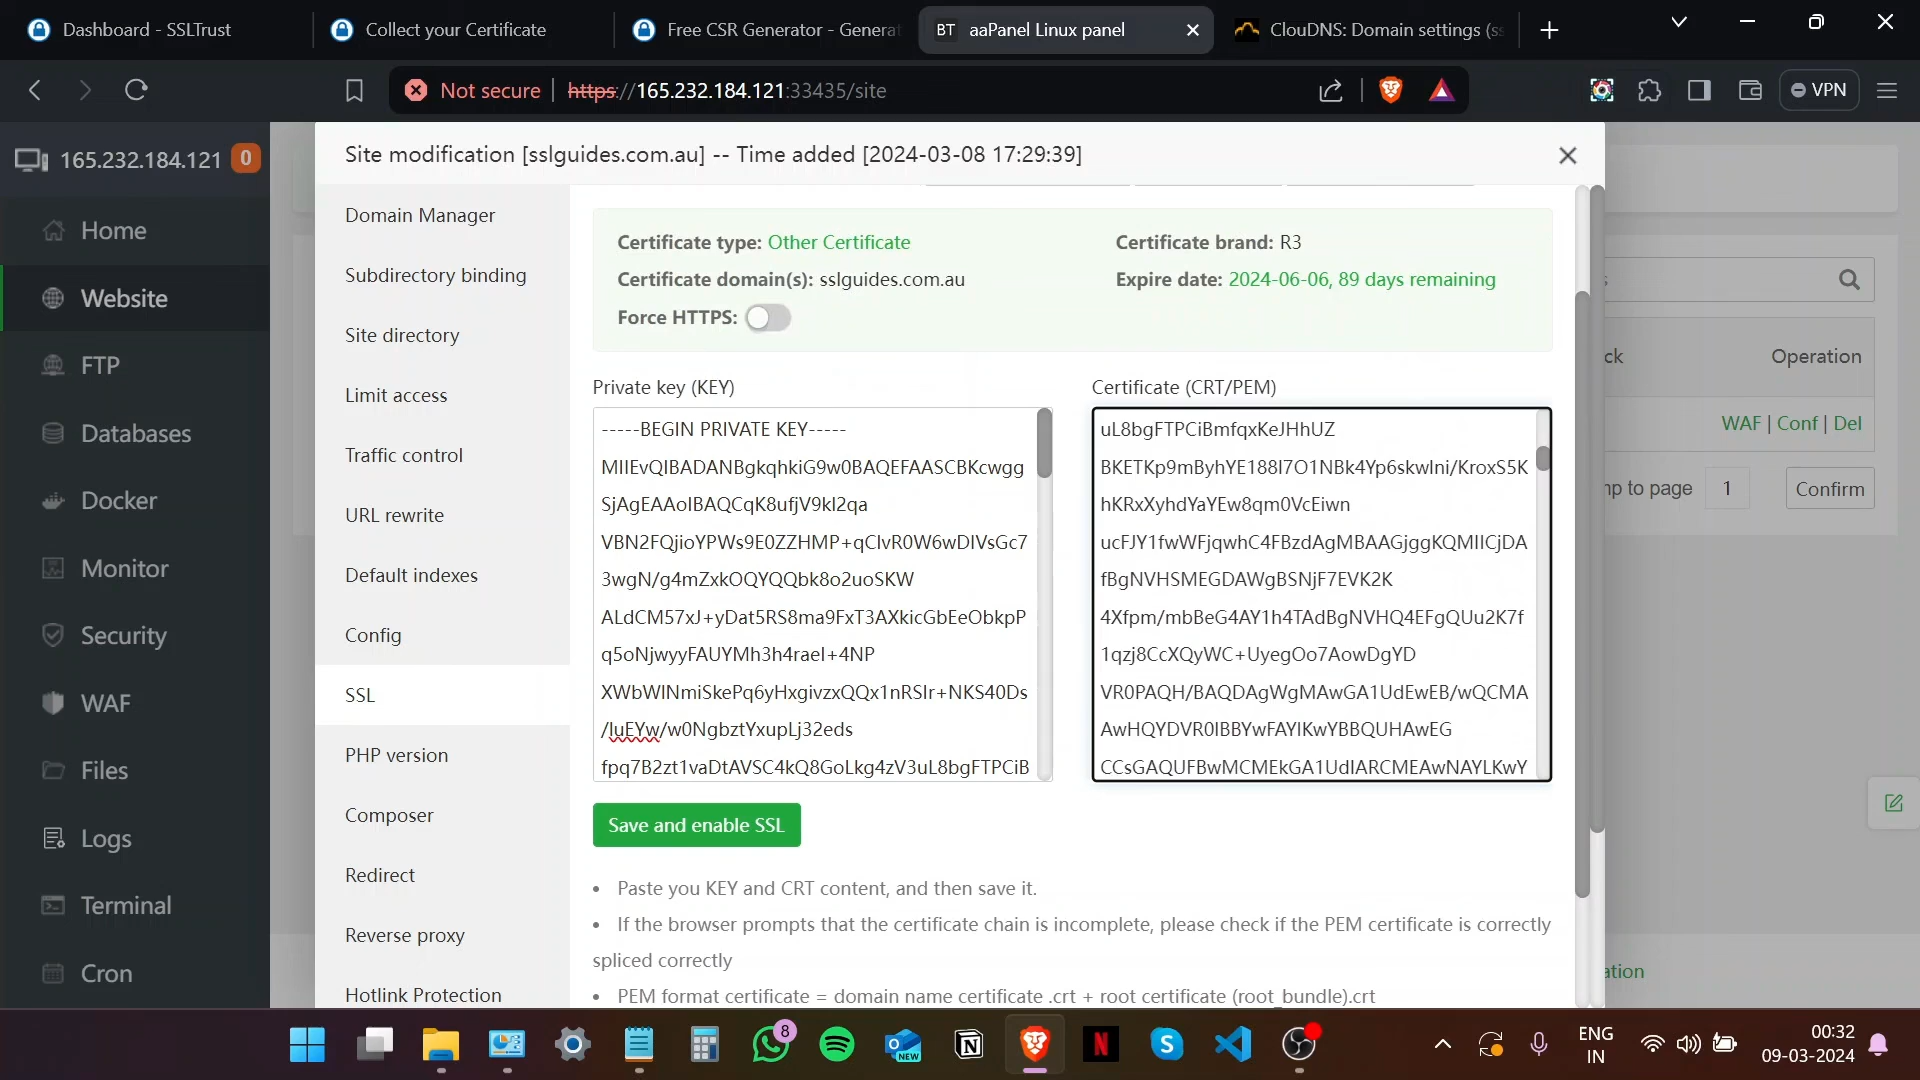 Dashboard - SSLTrust
Collect your Certificate
Free CSR Generator - Generat
BT aaPanel Linux panel
ClouDNS: Domain settings (ss
Not secure
https://165.232.184.121:33435/site
VPN
165.232.184.121
0
Home
Website
FTP
Databases
Docker
Monitor
Security
WAF
Files
Logs
Terminal
Cron
Site modification [sslguides.com.au] -- Time added [2024-03-08 17:29:39]
Domain Manager
Subdirectory binding
Site directory
Limit access
Traffic control
URL rewrite
Default indexes
Config
SSL
PHP version
Composer
Redirect
Reverse proxy
Hotlink Protection
Certificate type: Other Certificate
Certificate brand: R3
Certificate domain(s): sslguides.com.au
Expire date: 2024-06-06, 89 days remaining
Force HTTPS:
Private key (KEY)
-----BEGIN PRIVATE KEY-----
MIIEvQIBADANBgkqhkiG9w0BAQEFAASCBKcwgg
SjAgEAAoIBAQCqK8ufjV9kl2qa
VBN2FQjioYPWs9E0ZZHMP+qClvR0W6wDIVsGc7
3wgN/g4mZxkOQYQQbk8o2uoSKW
ALdCM57xJ+yDat5RS8ma9FxT3AXkicGbEeObkpP
q5oNjwyyFAUYMh3h4rael+4NP
XWbWlNmiSkePq6yHxgivzxQQx1nRSIr+NKS40Ds
/IuEYw/w0NgbztYxupLj32eds
fpq7B2zt1vaDtAVSC4kQ8GoLkg4zV3uL8bgFTPCiB
Certificate (CRT/PEM)
uL8bgFTPCiBmfqxKeJHhUZ
BKETKp9mByhYE188I7O1NBk4Yp6skwIni/KroxS5K
hKRxXyhdYaYEw8qm0VcEiwn
ucFJY1fwWFjqwhC4FBzdAgMBAAGjggKQMIICjDA
fBgNVHSMEGDAWgBSNjF7EVK2K
4Xfpm/mbBeG4AY1h4TAdBgNVHQ4EFgQUu2K7f
1qzj8CcXQyWC+UyegOo7AowDgYD
VR0PAQH/BAQDAgWgMAwGA1UdEwEB/wQCMA
AwHQYDVR0lBBYwFAYIKwYBBQUHAwEG
CCsGAQUFBwMCMEkGA1UdIARCMEAwNAYLKwY
Save and enable SSL
• Paste you KEY and CRT content, and then save it.
• If the browser prompts that the certificate chain is incomplete, please check if the PEM certificate is correctly
spliced correctly
• PEM format certificate = domain name certificate .crt + root certificate (root_bundle).crt
s
ck
Operation
WAF | Conf | Del
np to page
1
Confirm
ation
8
NEW
ENG
IN
00:32
09-03-2024